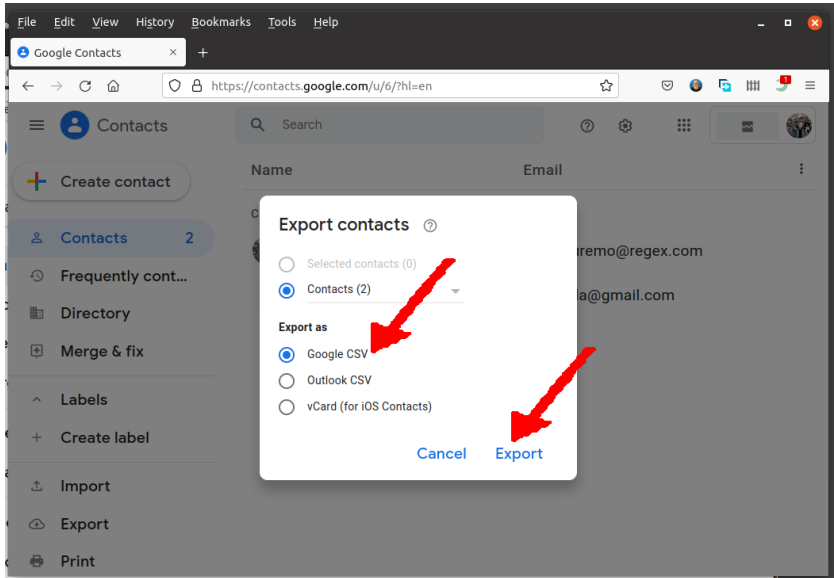 File Edit View History Bookmarks Tools Help
Google Contacts
https://contacts.google.com/u/6/?hl=en
1
Contacts
Search
Create contact
Name Email
Contacts 2
Frequently cont...
Directory
Merge & fix
Labels
Create label
Import
Export
Print
Export contacts
Selected contacts (0)
Contacts (2)
Export as
Google CSV
Outlook CSV
vCard (for iOS Contacts)
Cancel Export
@regex.com
@gmail.com